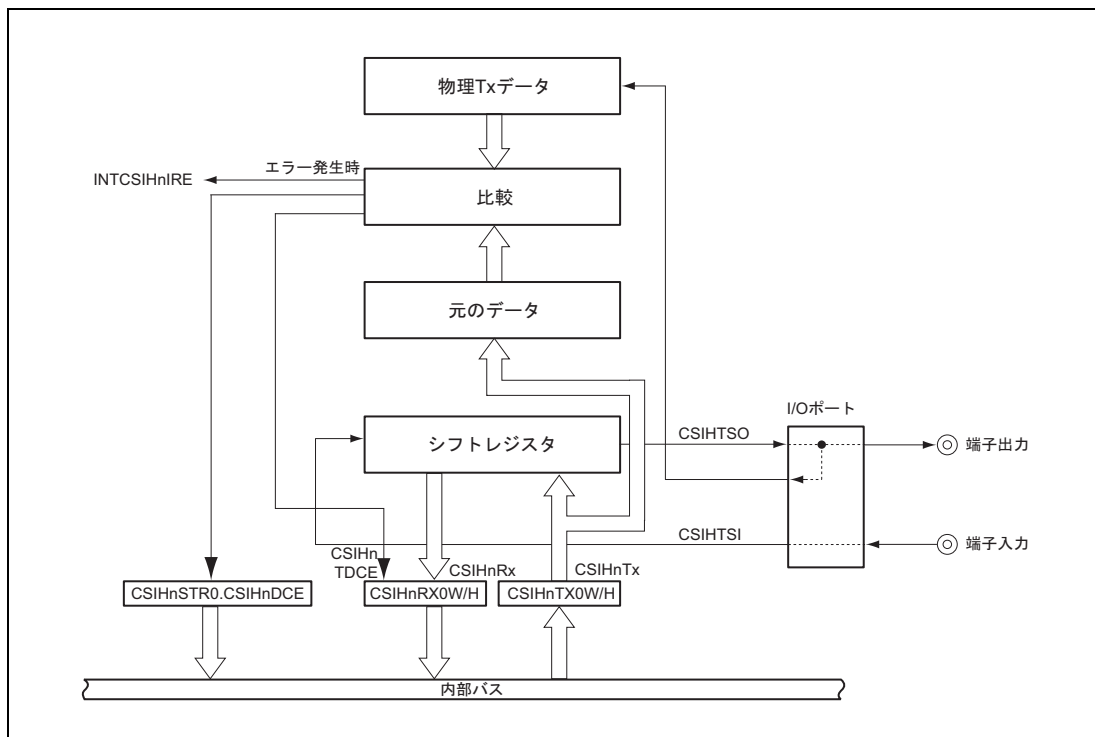 物理Txデータ
エラー発生時
INTCSIHnIRE
比較
元のデータ
I/Oポート
シフトレジスタ
CSIHTSO
端子出力
CSIHTSI
端子入力
CSIHn
TDCE
CSIHnRx
CSIHnTx
CSIHnSTR0.CSIHnDCE
CSIHnRX0W/H
CSIHnTX0W/H
内部バス